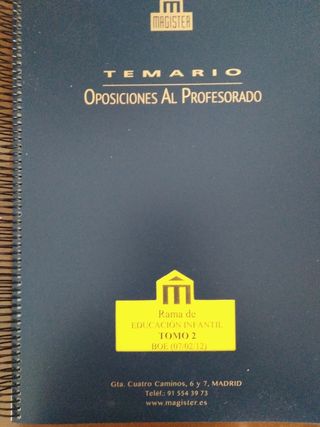 MAGISTER
TEMARIO
OPOSICIONES AL PROFESORADO
Rama de
EDUCACIÓN INFANTIL
TOMO 2
BOE (07/02/12)
Gta. Cuatro Caminos, 6 y 7, MADRID
Teléf.: 91 554 39 73
www.magister.es